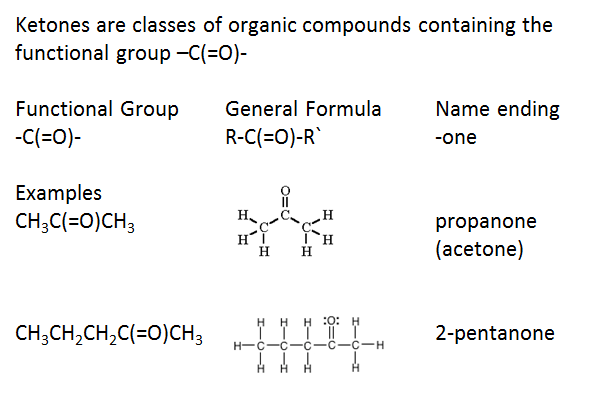 Ketones are classes of organic compounds containing the
functional group –C(=O)-
Functional Group General Formula Name ending
-C(=O)- R-C(=O)-R` -one
Examples
CH₃C(=O)CH₃ propanone
(acetone)
O
H C H
C C
H H
H H
CH₃CH₂CH₂C(=O)CH₃ 2-pentanone
H H H :O: H
H–C–C–C–C–C–H
H H H H